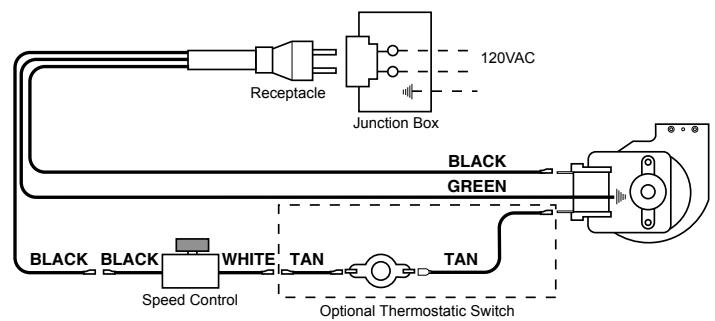 120VAC
Receptacle
Junction Box
BLACK
GREEN
BLACK BLACK WHITE TAN TAN
Speed Control
Optional Thermostatic Switch